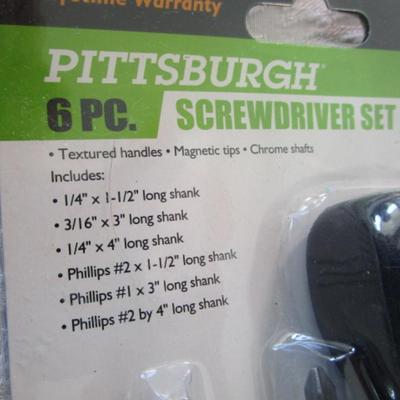 Lifetime Warranty
PITTSBURGH®
6 PC. SCREWDRIVER SET
• Textured handles • Magnetic tips • Chrome shafts
Includes:
• 1/4" x 1-1/2" long shank
• 3/16" x 3" long shank
• 1/4" x 4" long shank
• Phillips #2 x 1-1/2" long shank
• Phillips #1 x 3" long shank
• Phillips #2 by 4" long shank